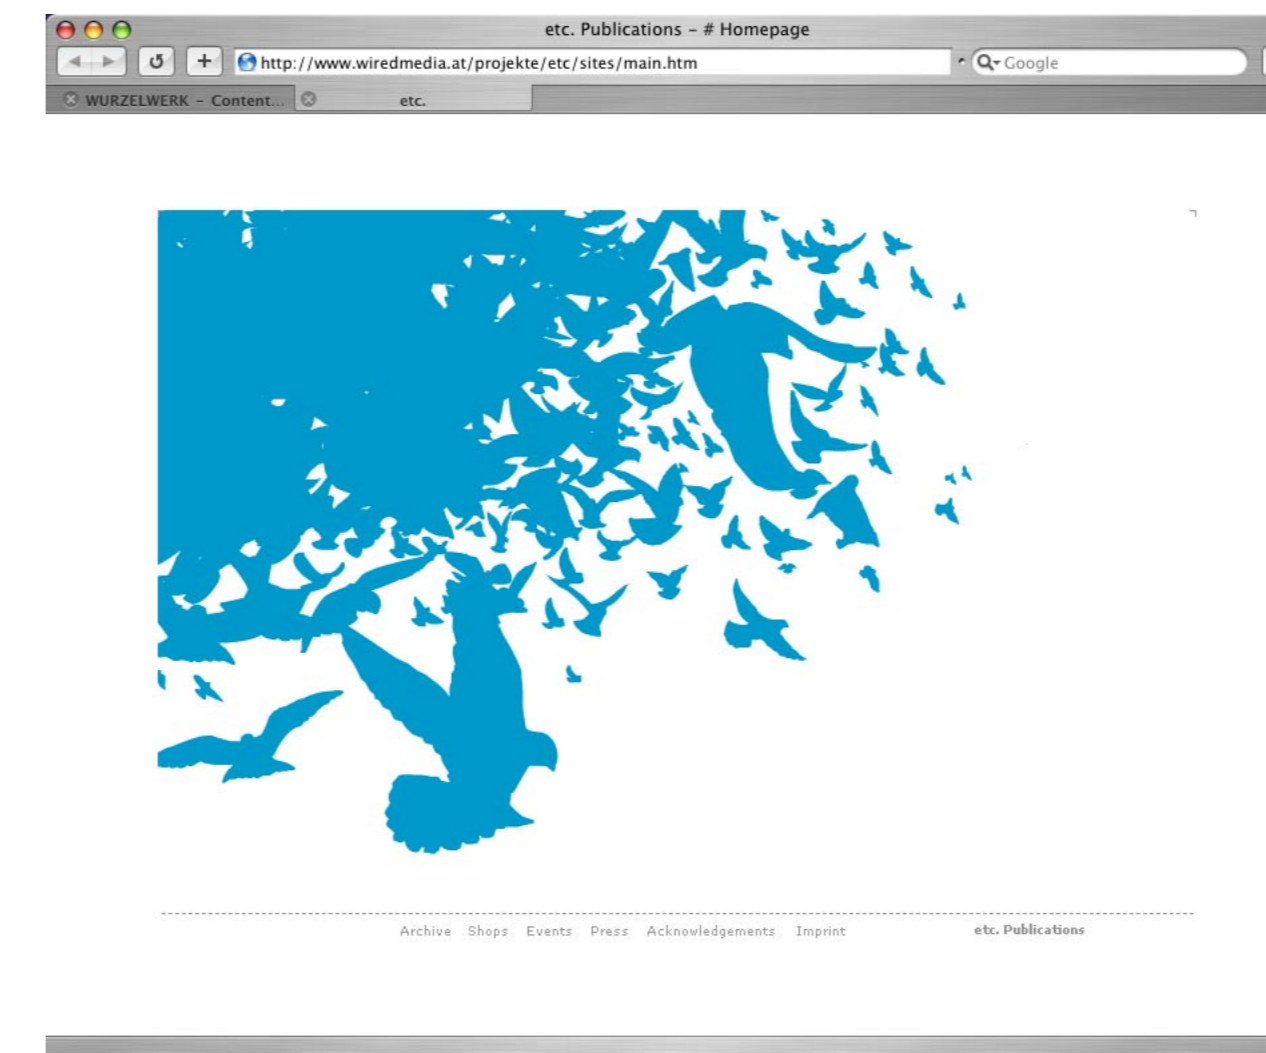 etc. Publications – # Homepage
http://www.wiredmedia.at/projekte/etc/sites/main.htm
Google
WURZELWERK – Content...
etc.
Archive Shops Events Press Acknowledgements Imprint
etc. Publications